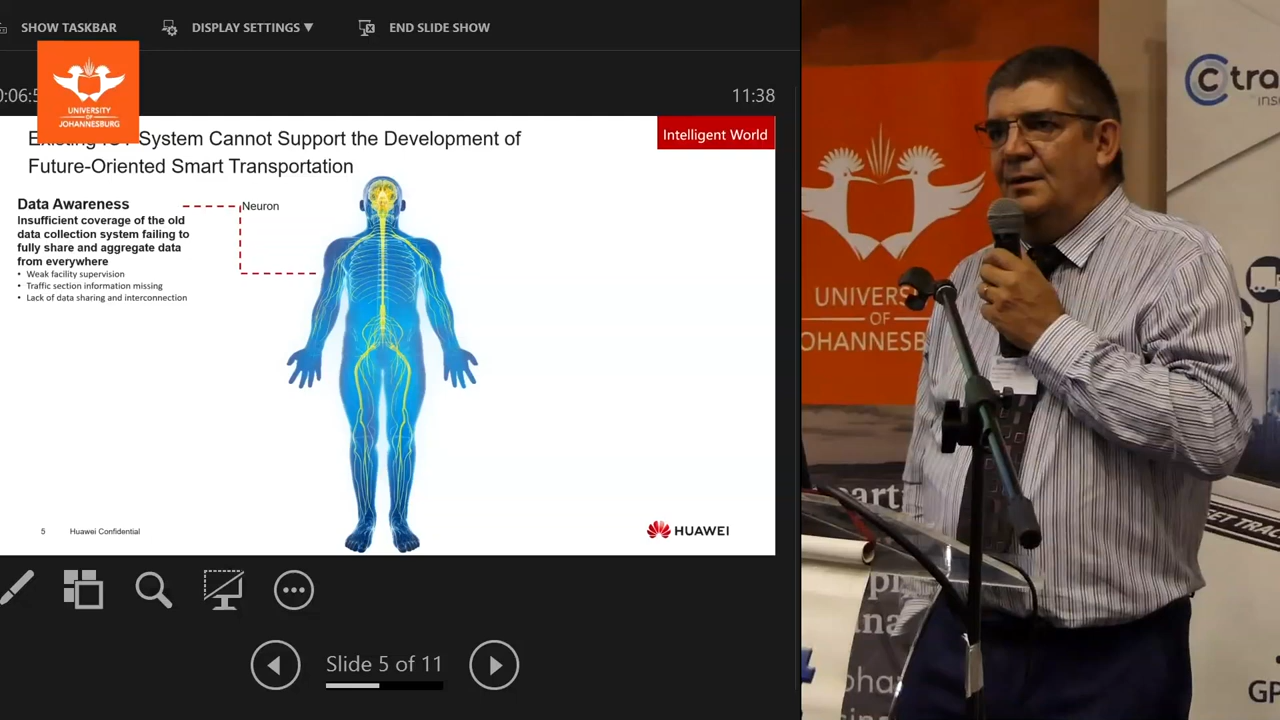 SHOW TASKBAR
DISPLAY SETTINGS ▼
END SLIDE SHOW
11:38
UNIVERSITY
OF
JOHANNESBURG
System Cannot Support the Development of
Future-Oriented Smart Transportation
Intelligent World
Data Awareness
Insufficient coverage of the old
data collection system failing to
fully share and aggregate data
from everywhere
• Weak facility supervision
• Traffic section information missing
• Lack of data sharing and interconnection
Neuron
5 Huawei Confidential
HUAWEI
Slide 5 of 11
UNIVERS
OF
OHANNESB
Ctra
ins
GP